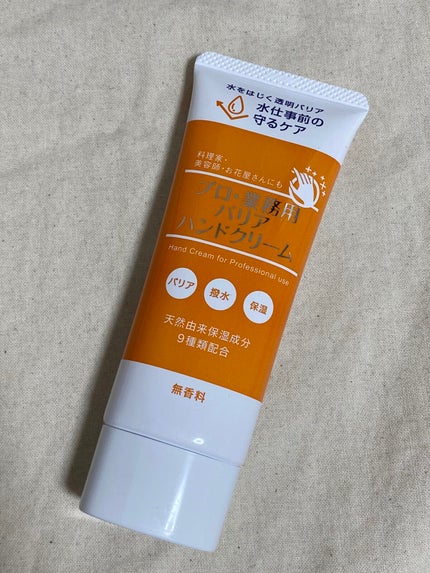 水をはじく透明バリア
水仕事前の
守るケア
料理家・
美容師・お花屋さんにも
プロ・業務用
バリア
ハンドクリーム
Hand Cream for Professional use
バリア
撥水
保湿
天然由来保湿成分
9種類配合
無香料